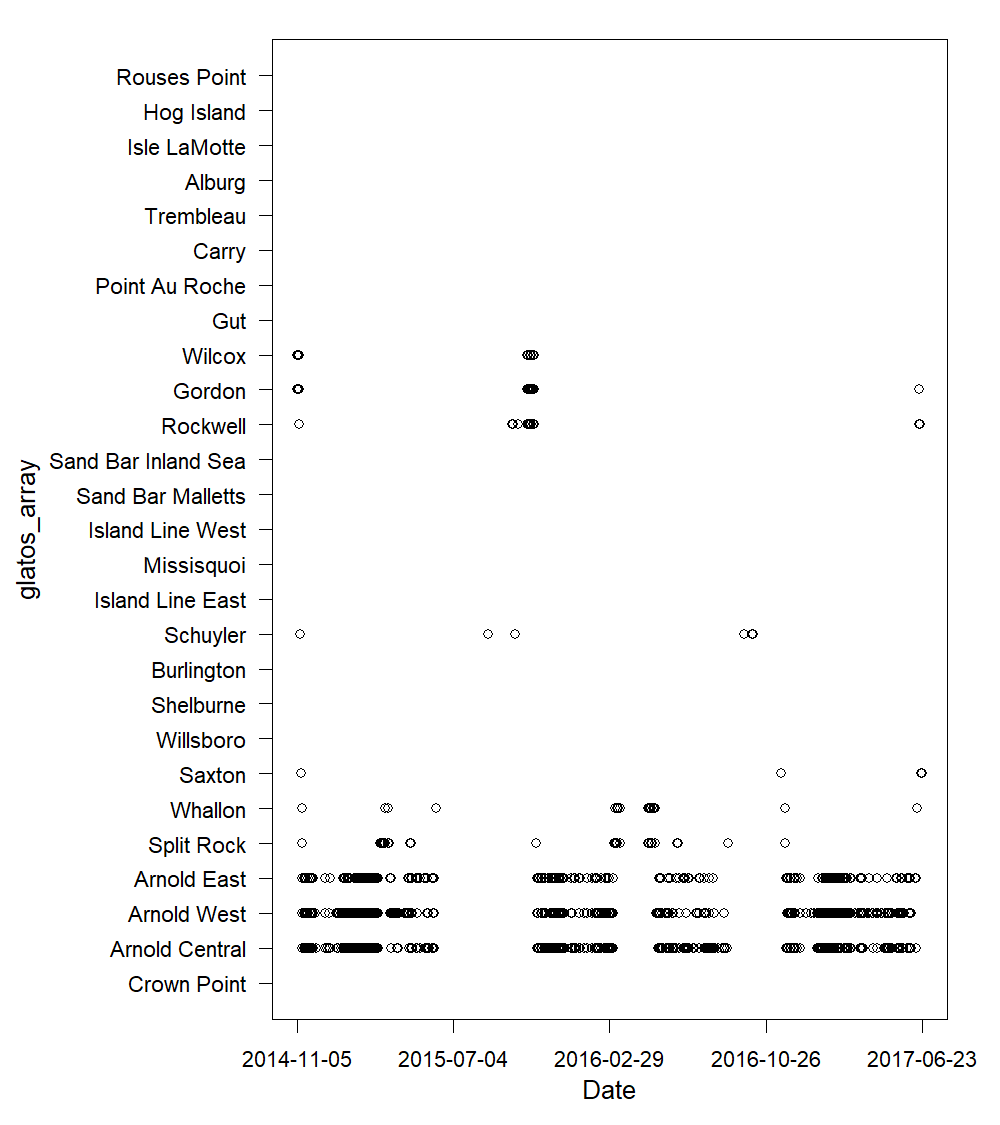 Rouses Point
Hog Island
Isle LaMotte
Alburg
Trembleau
Carry
Point Au Roche
Gut
Wilcox
Gordon
Rockwell
Sand Bar Inland Sea
Sand Bar Malletts
Island Line West
Missisquoi
Island Line East
Schuyler
Burlington
Shelburne
Willsboro
Saxton
Whallon
Split Rock
Arnold East
Arnold West
Arnold Central
Crown Point
glatos_array
2014-11-05 2015-07-04 2016-02-29 2016-10-26 2017-06-23
Date